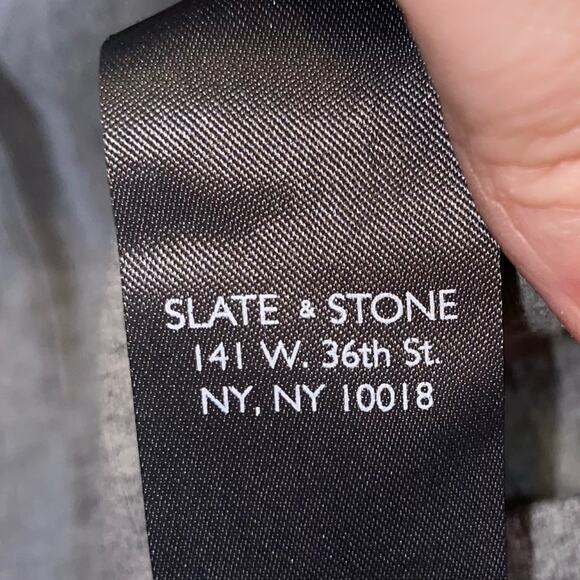 SLATE & STONE
141 W. 36th St.
NY, NY 10018